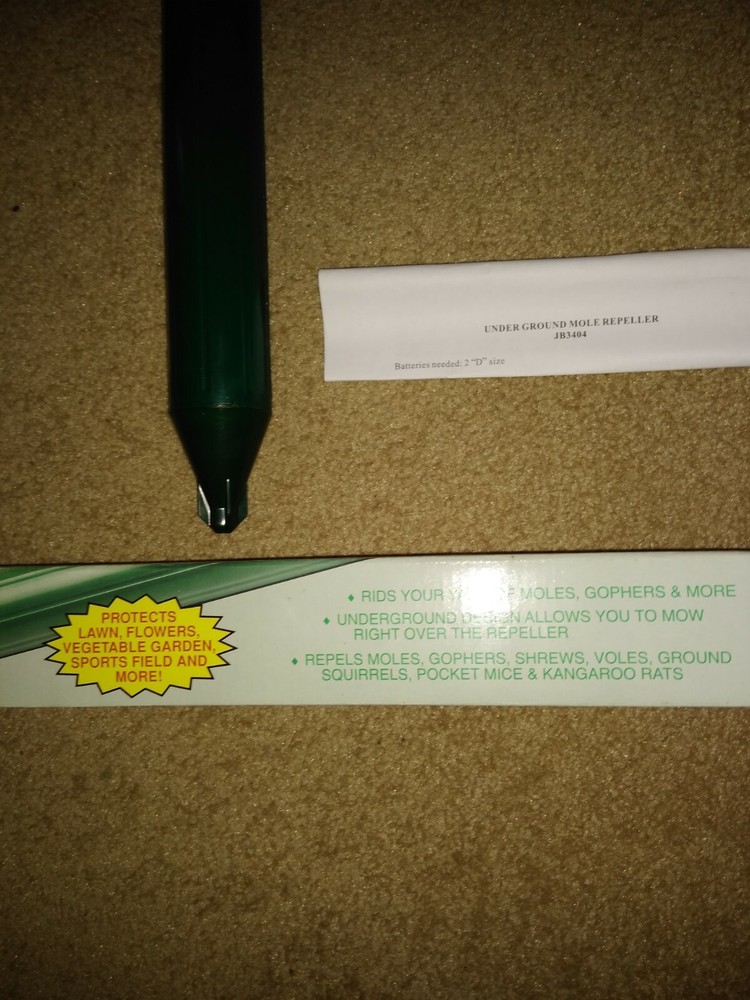 UNDER GROUND MOLE REPELLER
JB3404
Batteries needed: 2 "D" size
PROTECTS
LAWN, FLOWERS,
VEGETABLE GARDEN,
SPORTS FIELD AND
MORE!
♦ RIDS YOUR OF MOLES, GOPHERS & MORE
♦ UNDERGROUND DESIGN ALLOWS YOU TO MOW
RIGHT OVER THE REPELLER
♦ REPELS MOLES, GOPHERS, SHREWS, VOLES, GROUND
SQUIRRELS, POCKET MICE & KANGAROO RATS